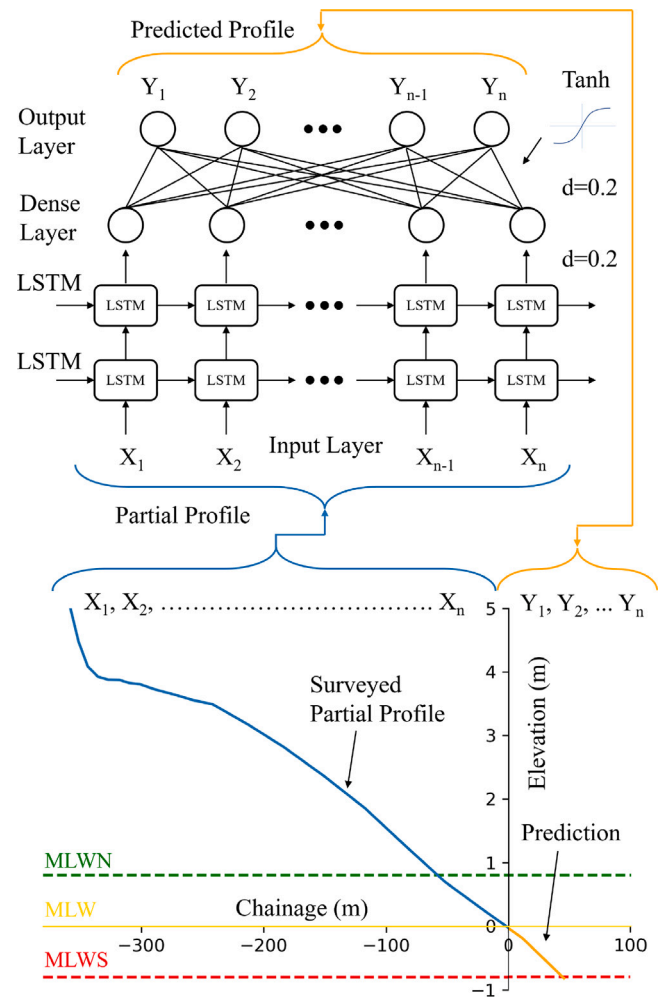 Predicted Profile
Y1 Y2 Yn-1 Yn
Tanh
Output
Layer
d=0.2
Dense
Layer
d=0.2
LSTM
LSTM LSTM LSTM LSTM
LSTM
LSTM LSTM LSTM LSTM
Input Layer
X1 X2 Xn-1 Xn
Partial Profile
X1, X2, .................................. Xn
Y1, Y2, ... Yn
5
4
Surveyed
Partial Profile
Elevation (m)
3
2
Prediction
MLWN
1
MLW
Chainage (m)
0
−300 −200 −100 0 100
MLWS
−1